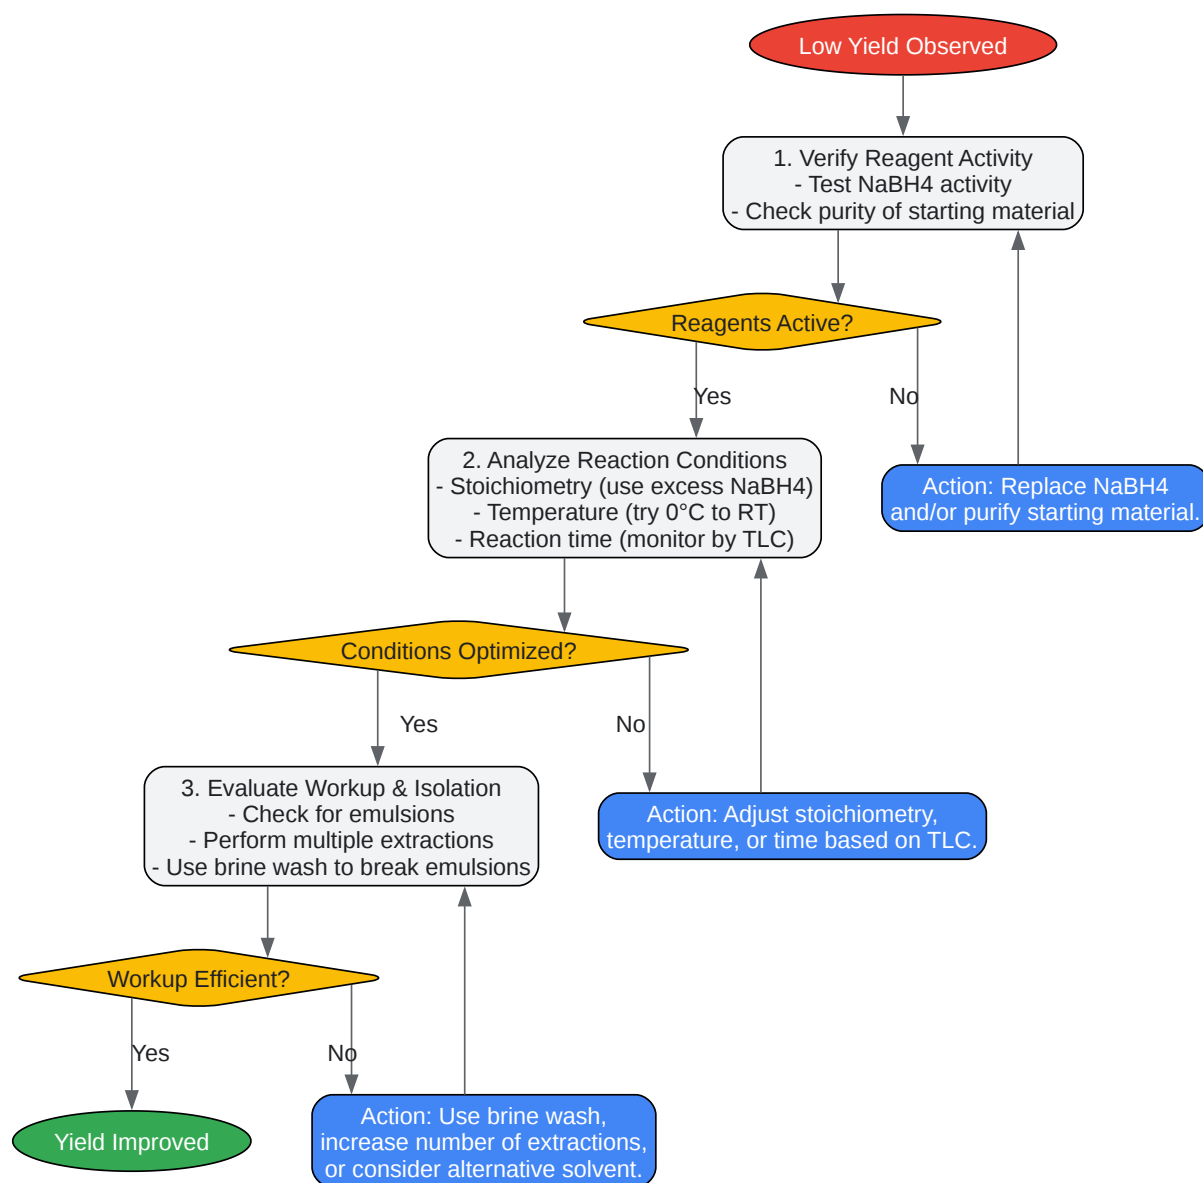 Low Yield Observed
1. Verify Reagent Activity
- Test NaBH4 activity
- Check purity of starting material
Reagents Active?
Yes
No
2. Analyze Reaction Conditions
- Stoichiometry (use excess NaBH4)
- Temperature (try 0°C to RT)
- Reaction time (monitor by TLC)
Action: Replace NaBH4
and/or purify starting material.
Conditions Optimized?
Yes
No
3. Evaluate Workup & Isolation
- Check for emulsions
- Perform multiple extractions
- Use brine wash to break emulsions
Action: Adjust stoichiometry,
temperature, or time based on TLC.
Workup Efficient?
Yes
No
Yield Improved
Action: Use brine wash,
increase number of extractions,
or consider alternative solvent.